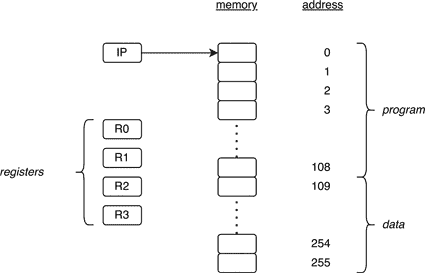 memory address
IP 0
1
2
3
program
R0
R1
registers
108
R2 109
R3
data
254
255